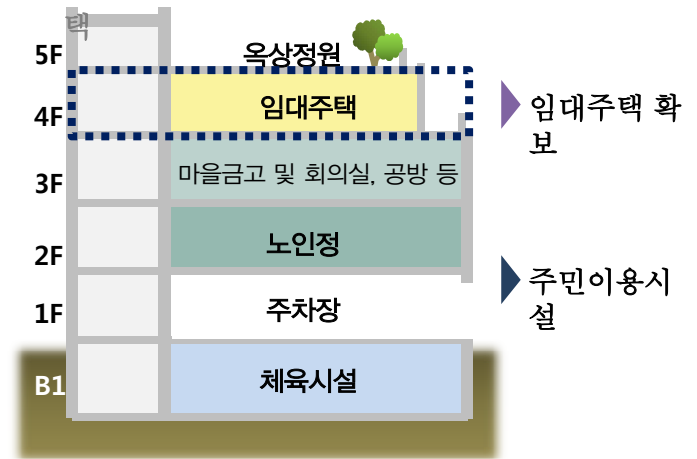 택
5F 옥상정원
4F 임대주택
임대주택 확
보
3F 마을금고 및 회의실, 공방 등
2F 노인정
주민이용시
설
1F 주차장
B1 체육시설